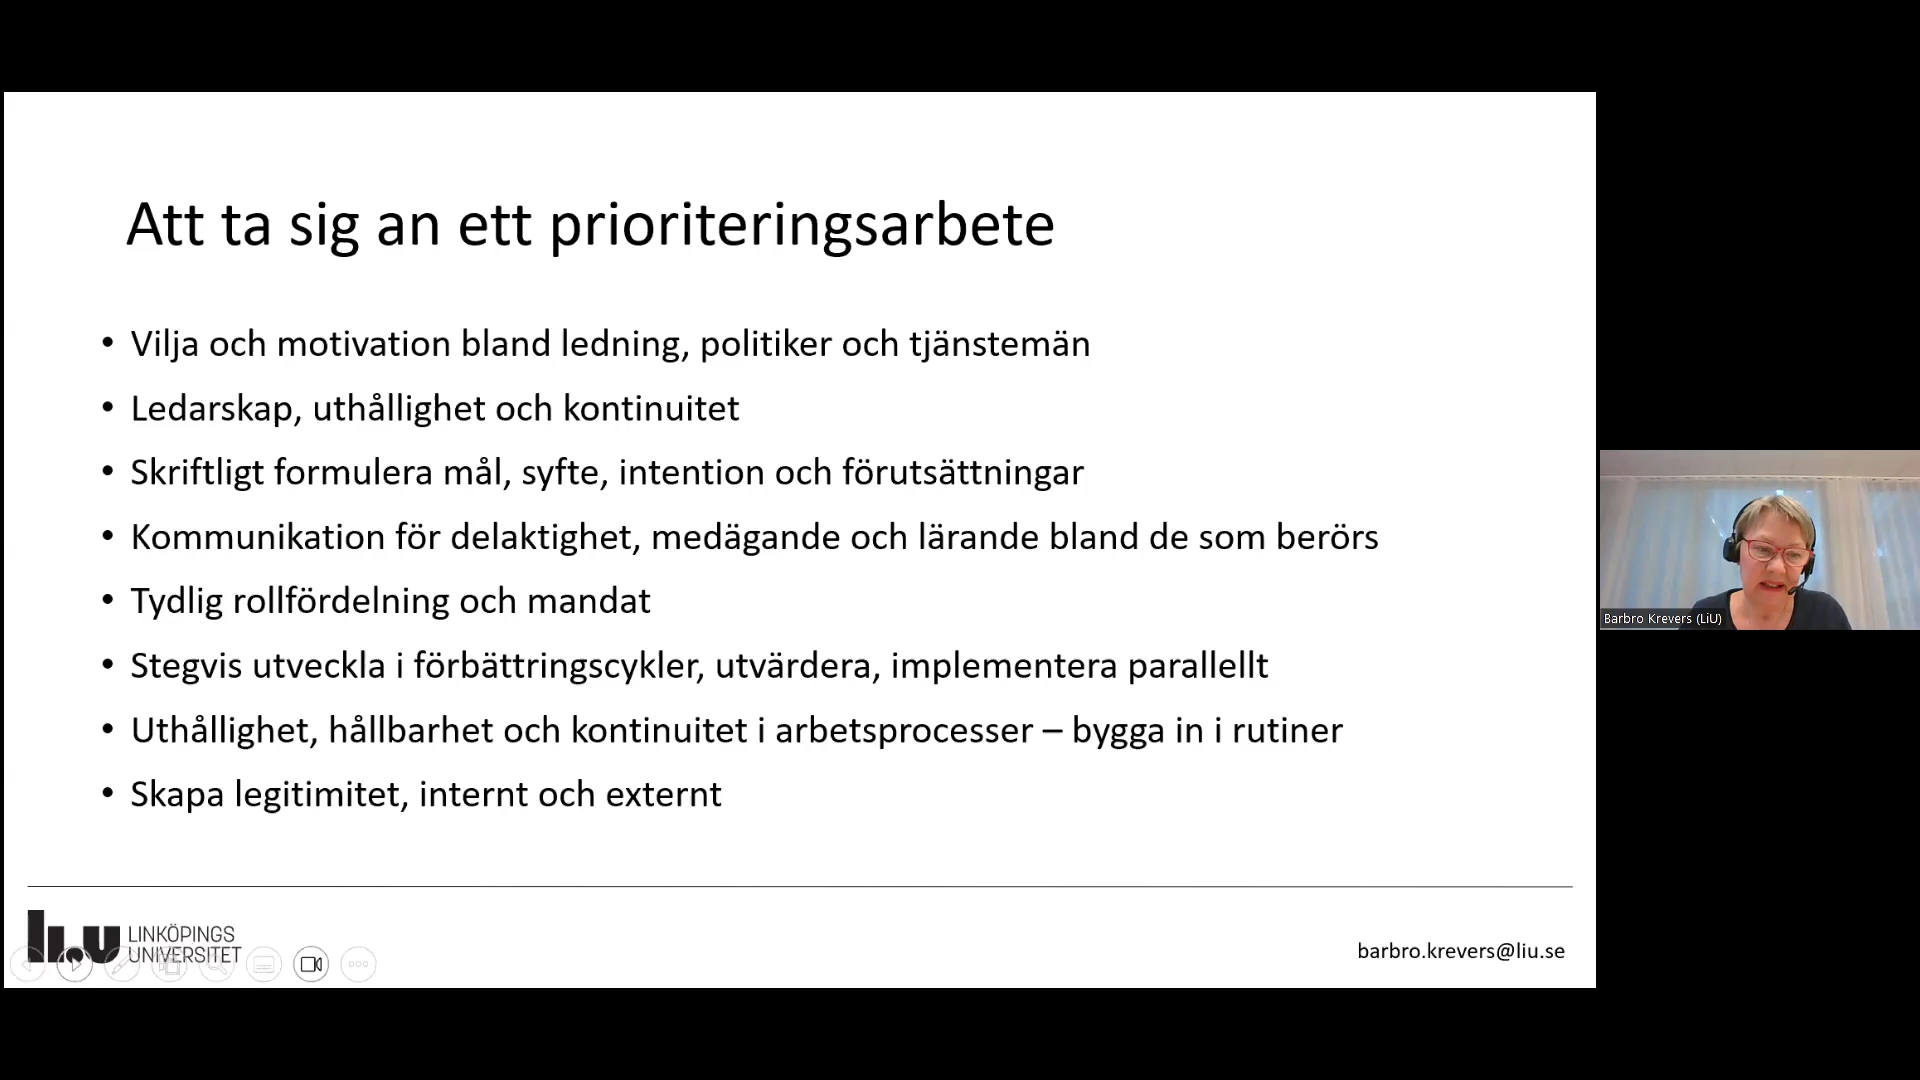 Att ta sig an ett prioriteringsarbete
• Vilja och motivation bland ledning, politiker och tjänstemän
• Ledarskap, uthållighet och kontinuitet
• Skriftligt formulera mål, syfte, intention och förutsättningar
• Kommunikation för delaktighet, medägande och lärande bland de som berörs
• Tydlig rollfördelning och mandat
• Stegvis utveckla i förbättringscykler, utvärdera, implementera parallellt
• Uthållighet, hållbarhet och kontinuitet i arbetsprocesser – bygga in i rutiner
• Skapa legitimitet, internt och externt
Barbro Krevers (LiU)
LiU LINKÖPINGS
UNIVERSITET
barbro.krevers@liu.se